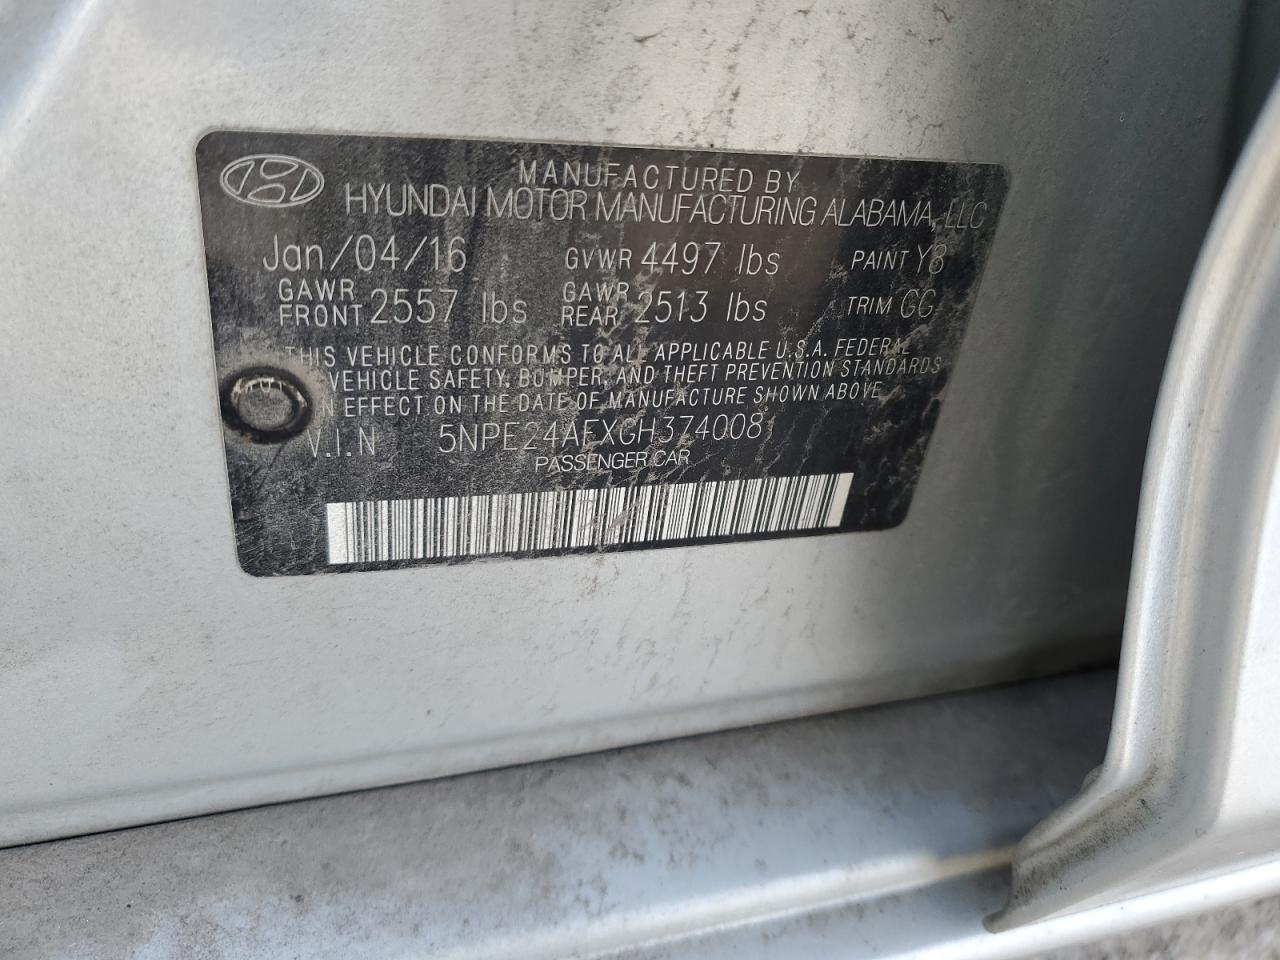 MANUFACTURED BY
HYUNDAI MOTOR MANUFACTURING ALABAMA, LLC
Jan/04/16 GVWR 4497 lbs PAINT Y8
GAWR FRONT 2557 lbs GAWR REAR 2513 lbs TRIM GG
THIS VEHICLE CONFORMS TO ALL APPLICABLE U.S.A. FEDERAL
VEHICLE SAFETY, BUMPER, AND THEFT PREVENTION STANDARDS
IN EFFECT ON THE DATE OF MANUFACTURE SHOWN ABOVE
V.I.N 5NPE24AFXGH374008
PASSENGER CAR